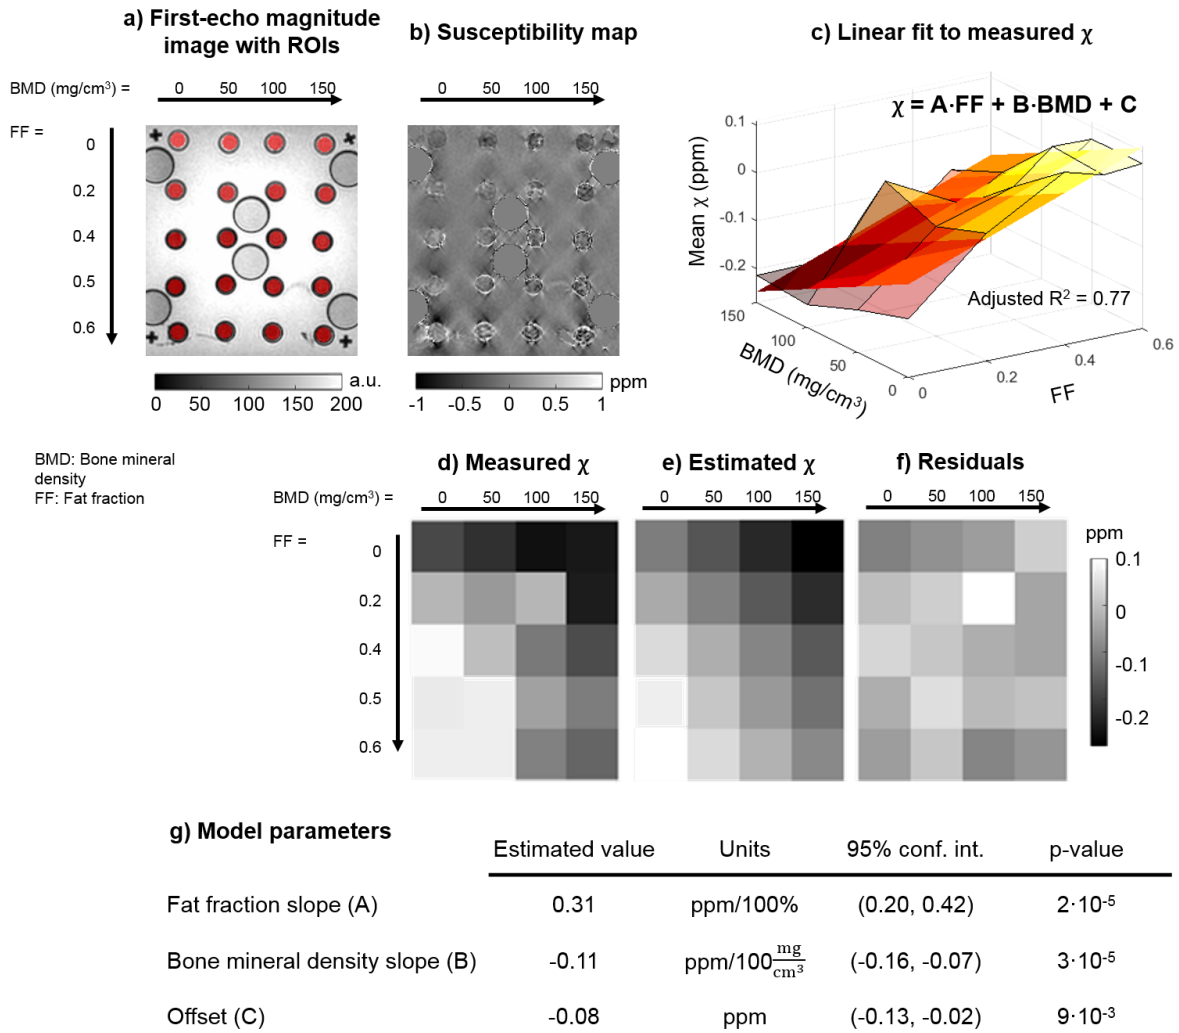 a) First-echo magnitude
image with ROIs
b) Susceptibility map
c) Linear fit to measured χ
BMD (mg/cm³) =
0 50 100 150
0 50 100 150
FF =
0
0.2
0.4
0.5
0.6
a.u.
0 50 100 150 200
ppm
-1 -0.5 0 0.5 1
χ = A·FF + B·BMD + C
Mean χ (ppm)
0.1
0
-0.1
-0.2
150
100
50
0
BMD (mg/cm³)
0
0.2
0.4
0.6
FF
Adjusted R² = 0.77
BMD: Bone mineral
density
FF: Fat fraction
d) Measured χ
e) Estimated χ
f) Residuals
BMD (mg/cm³) =
0 50 100 150
0 50 100 150
0 50 100 150
FF =
0
0.2
0.4
0.5
0.6
ppm
0.1
0
-0.1
-0.2
g) Model parameters
Estimated value Units 95% conf. int. p-value
Fat fraction slope (A) 0.31 ppm/100% (0.20, 0.42) 2·10⁻⁵
Bone mineral density slope (B) -0.11 ppm/100 mg/cm³ (-0.16, -0.07) 3·10⁻⁵
Offset (C) -0.08 ppm (-0.13, -0.02) 9·10⁻³